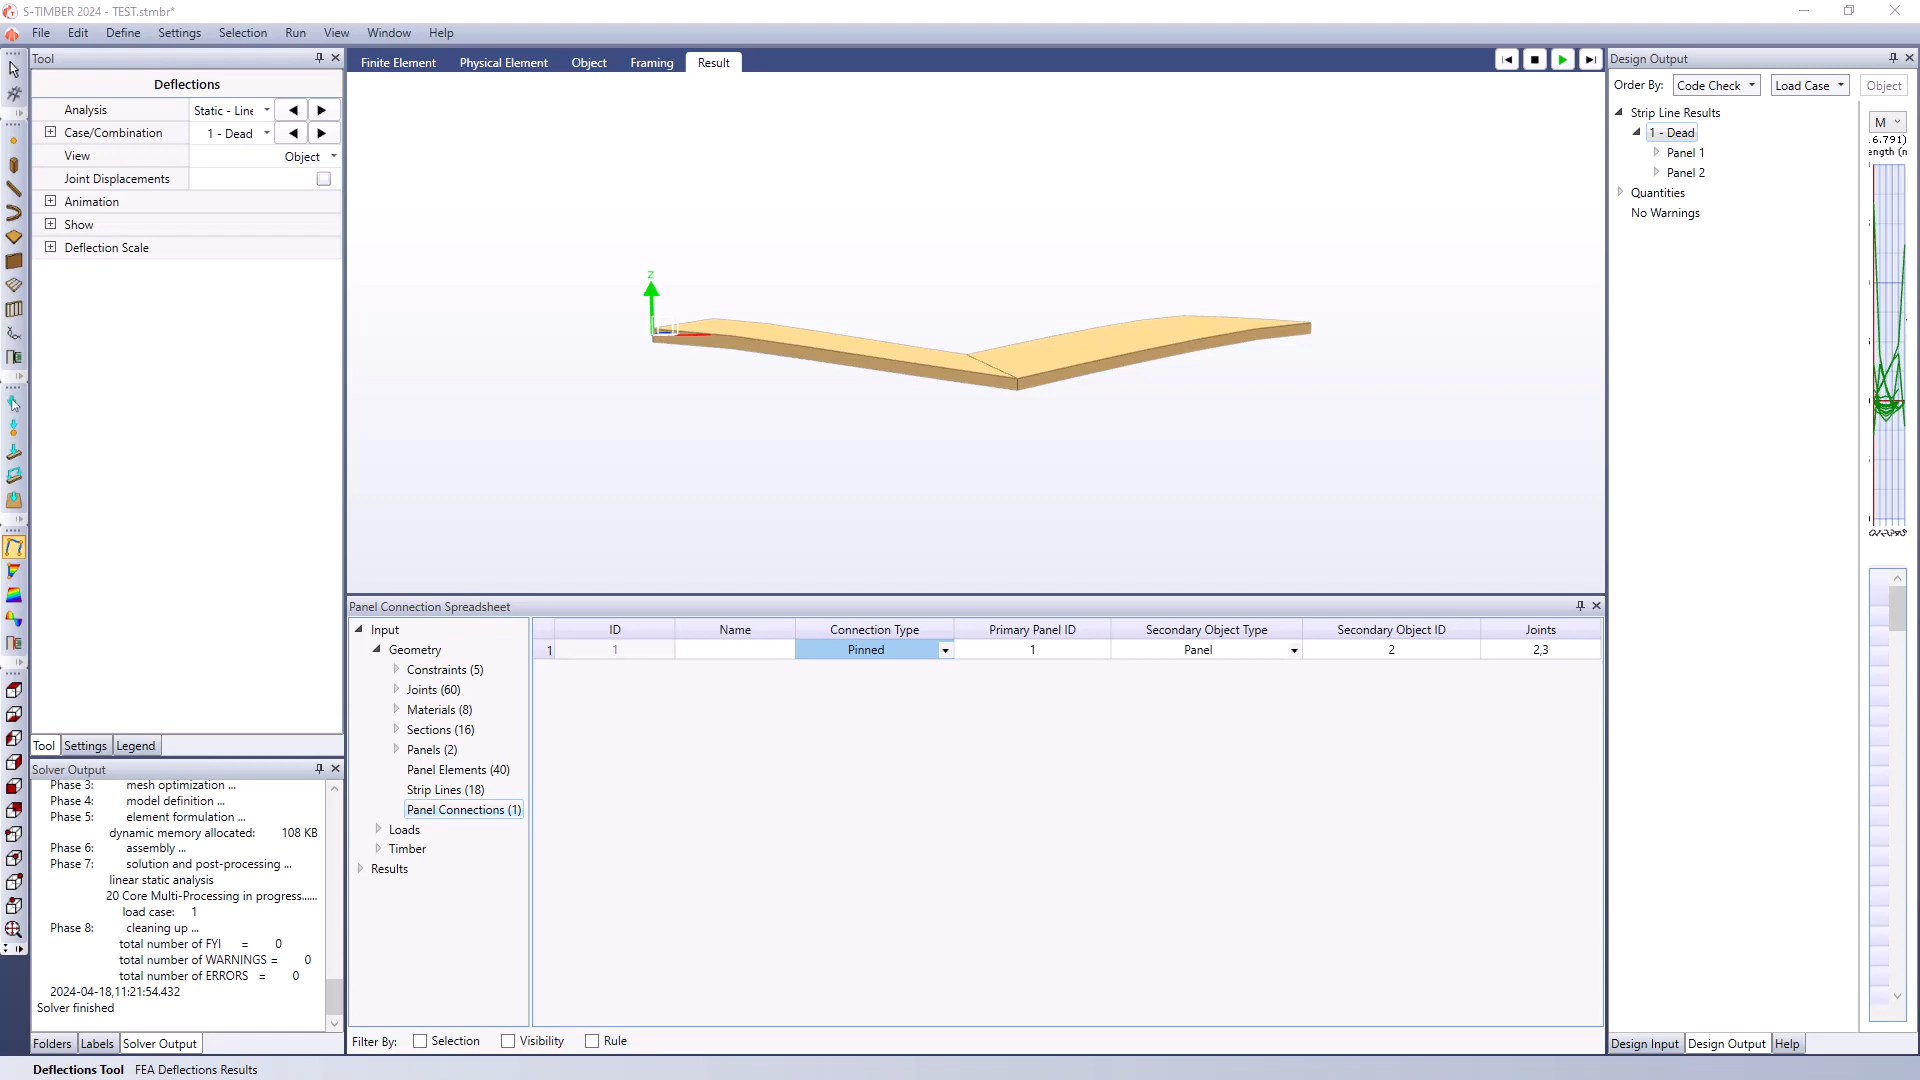 S-TIMBER 2024 - TEST.stmbr*
File Edit Define Settings Selection Run View Window Help
Tool
Deflections
Analysis Static - Line
Case/Combination 1 - Dead
View Object
Joint Displacements
Animation
Show
Deflection Scale
Tool Settings Legend
Solver Output
Phase 3: mesh optimization ...
Phase 4: model definition ...
Phase 5: element formulation ...
dynamic memory allocated: 108 KB
Phase 6: assembly ...
Phase 7: solution and post-processing ...
linear static analysis
20 Core Multi-Processing in progress......
load case: 1
Phase 8: cleaning up ...
total number of FYI = 0
total number of WARNINGS = 0
total number of ERRORS = 0
2024-04-18,11:21:54.432
Solver finished
Folders Labels Solver Output
Finite Element Physical Element Object Framing Result
Z
Panel Connection Spreadsheet
Input
Geometry
Constraints (5)
Joints (60)
Materials (8)
Sections (16)
Panels (2)
Panel Elements (40)
Strip Lines (18)
Panel Connections (1)
Loads
Timber
Results
ID Name Connection Type Primary Panel ID Secondary Object Type Secondary Object ID Joints
1 1 Pinned 1 Panel 2 2,3
Filter By: Selection Visibility Rule
Design Output
Order By: Code Check Load Case Object
Strip Line Results
1 - Dead
Panel 1
Panel 2
Quantities
No Warnings
M
6.791)
Design Input Design Output Help
Deflections Tool FEA Deflections Results